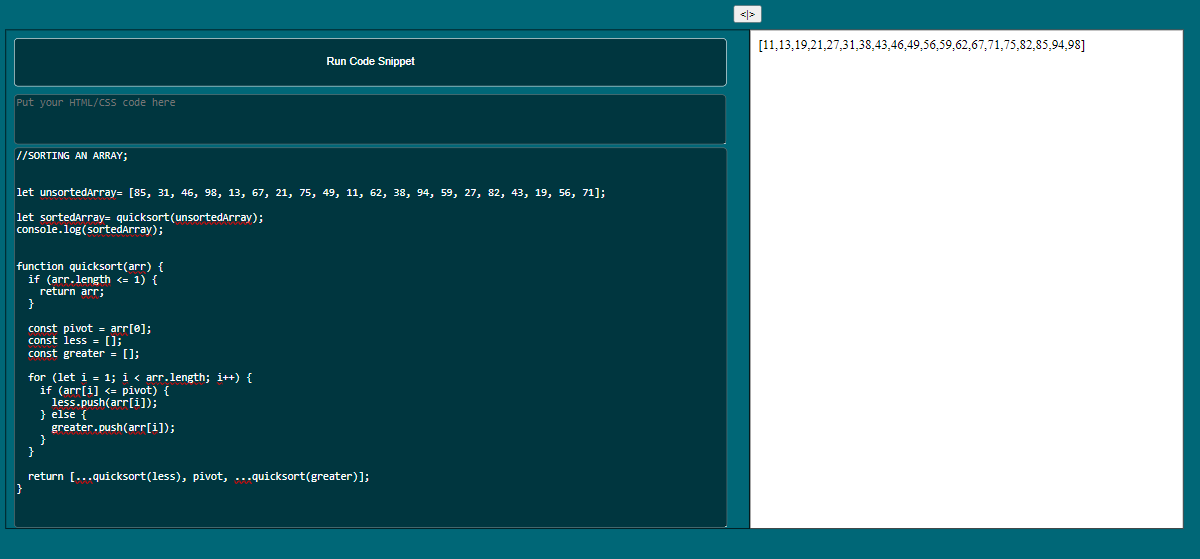 <|>
Run Code Snippet
Put your HTML/CSS code here
//SORTING AN ARRAY;
let unsortedArray= [85, 31, 46, 98, 13, 67, 21, 75, 49, 11, 62, 38, 94, 59, 27, 82, 43, 19, 56, 71];
let sortedArray= quicksort(unsortedArray);
console.log(sortedArray);
function quicksort(arr) {
  if (arr.length <= 1) {
    return arr;
  }
  const pivot = arr[0];
  const less = [];
  const greater = [];
  for (let i = 1; i < arr.length; i++) {
    if (arr[i] <= pivot) {
      less.push(arr[i]);
    } else {
      greater.push(arr[i]);
    }
  }
  return [...quicksort(less), pivot, ...quicksort(greater)];
}
[11,13,19,21,27,31,38,43,46,49,56,59,62,67,71,75,82,85,94,98]